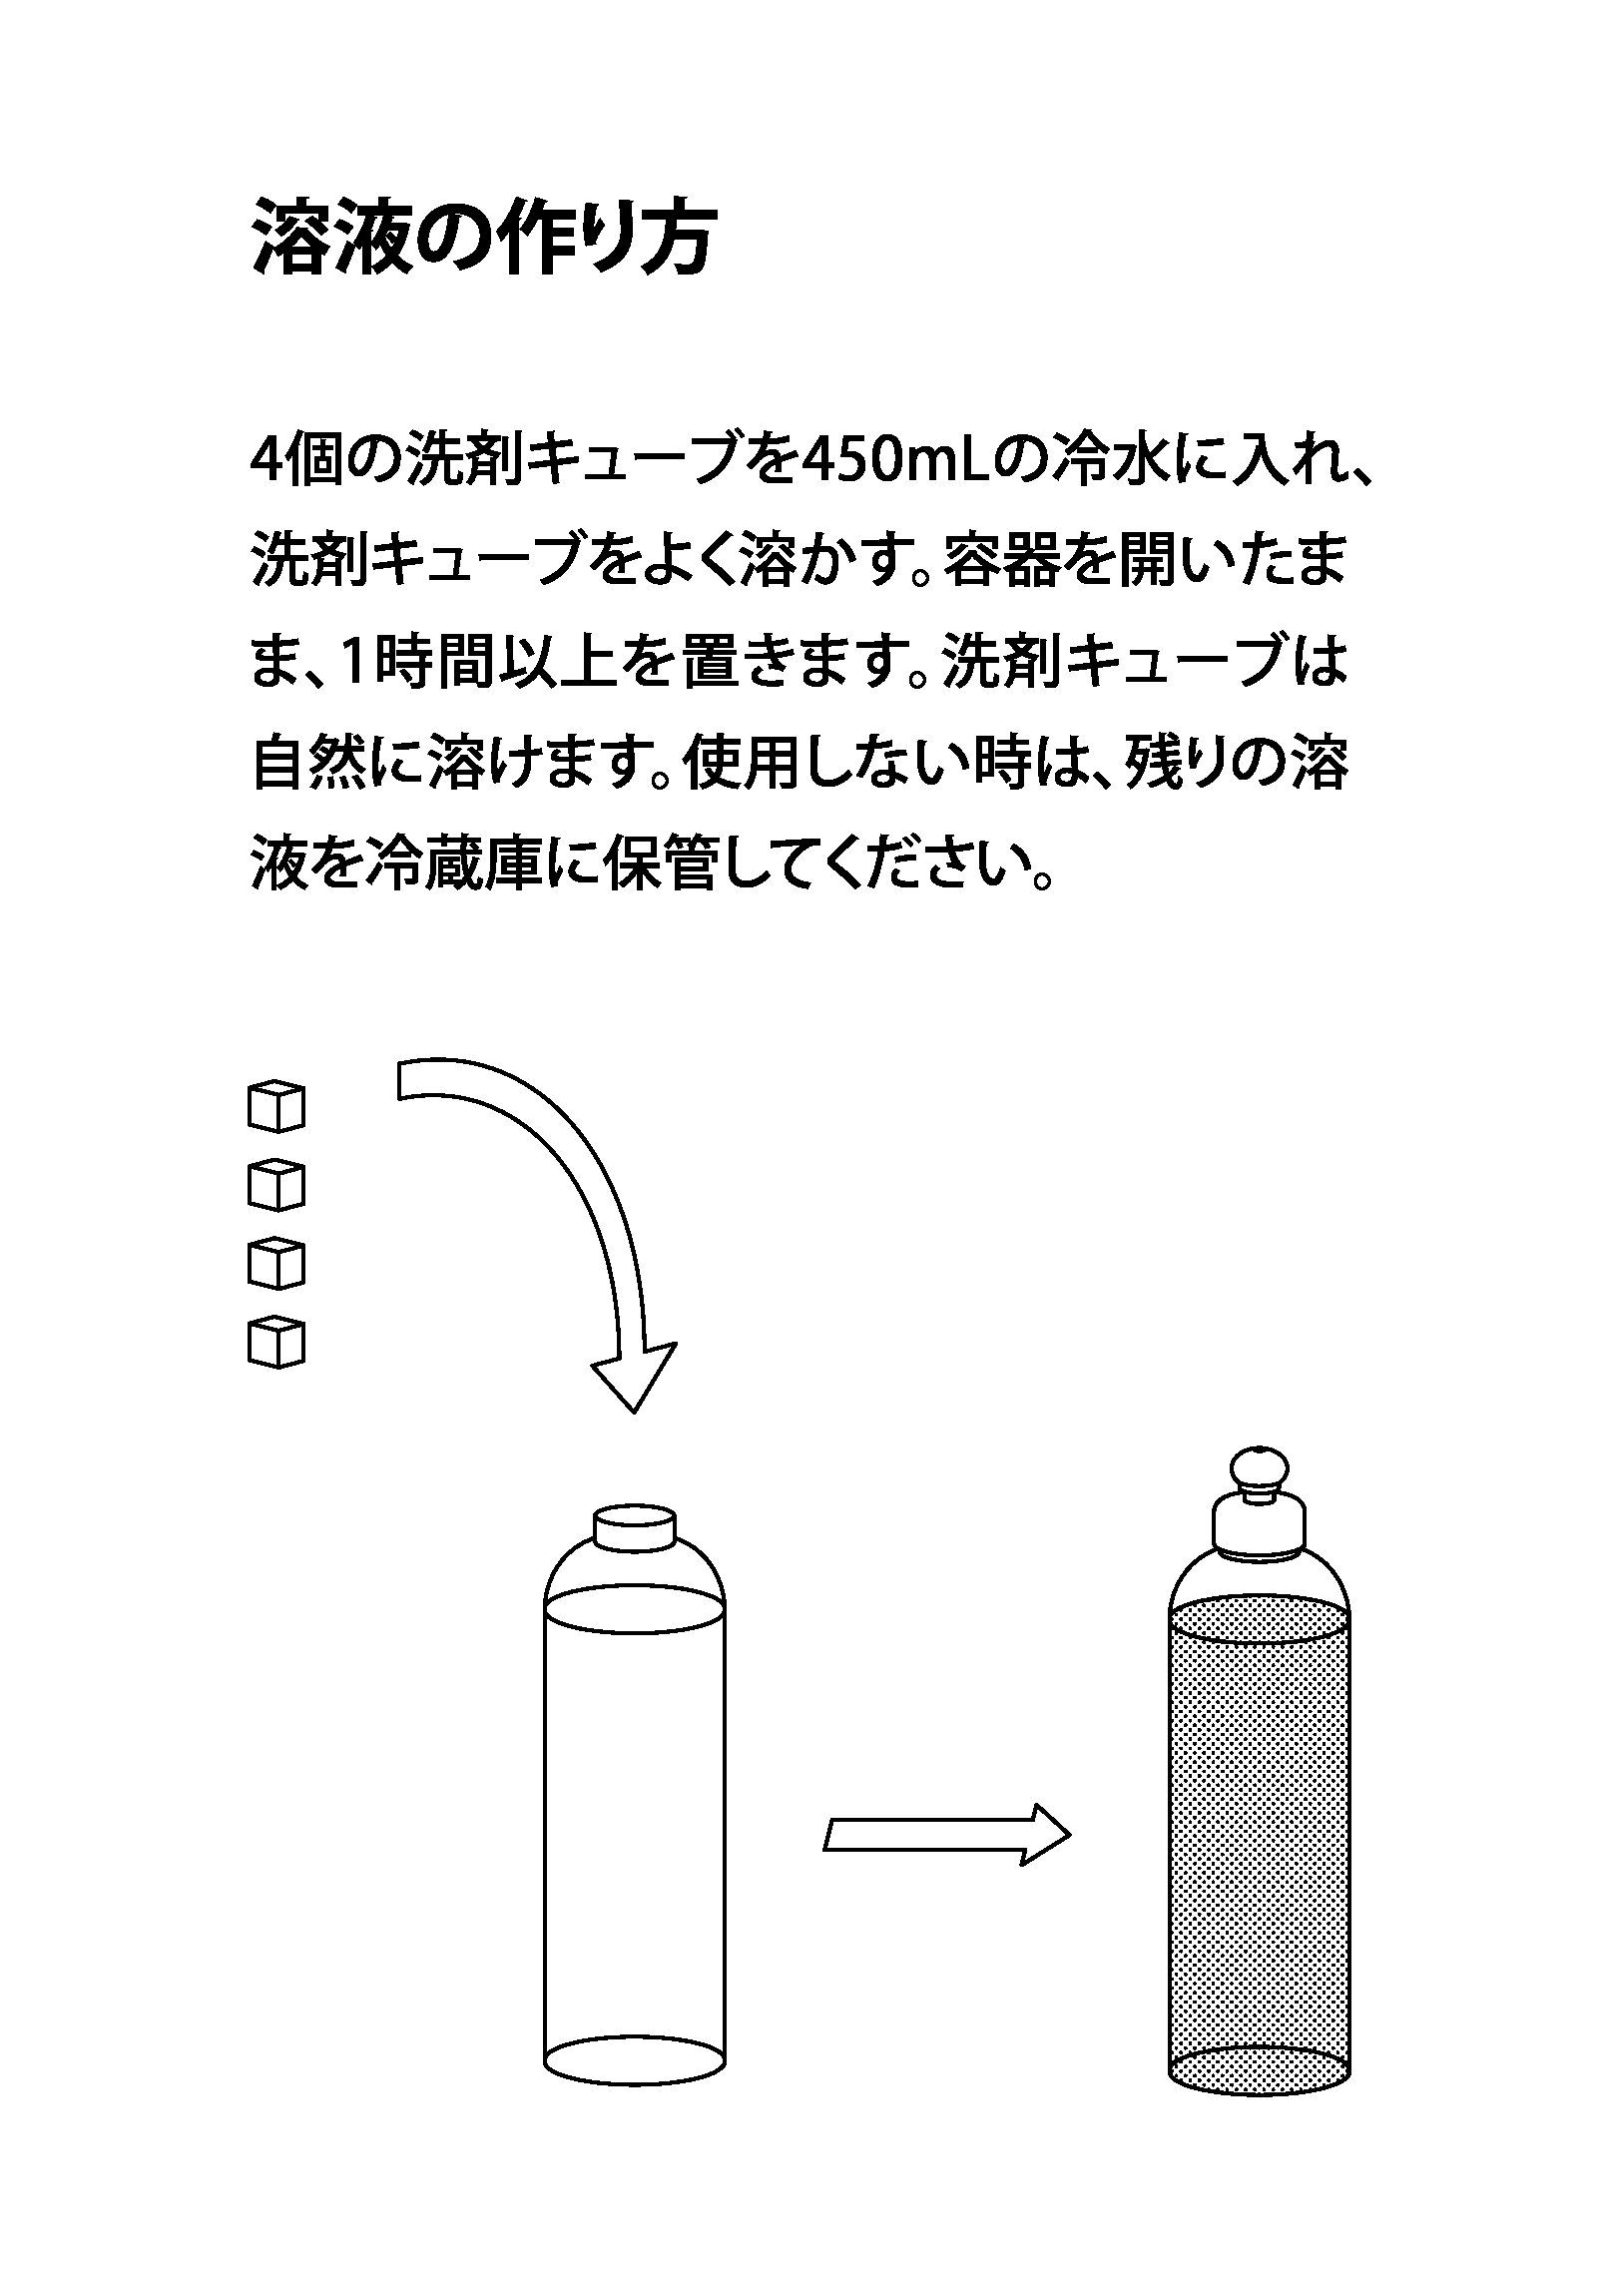 溶液の作り方
4個の洗剤キューブを450mLの冷水に入れ、
洗剤キューブをよく溶かす。容器を開いたま
ま、1時間以上を置きます。洗剤キューブは
自然に溶けます。使用しない時は、残りの溶
液を冷蔵庫に保管してください。